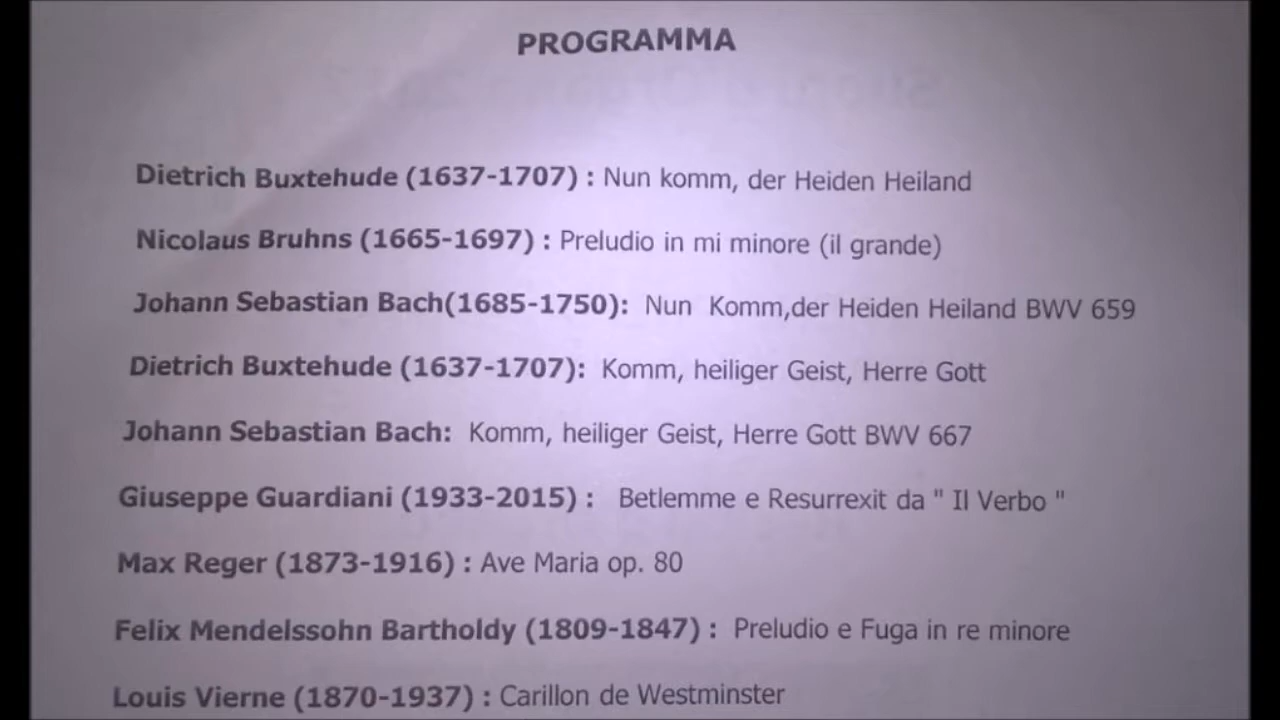 PROGRAMMA
Dietrich Buxtehude (1637-1707) : Nun komm, der Heiden Heiland
Nicolaus Bruhns (1665-1697) : Preludio in mi minore (il grande)
Johann Sebastian Bach(1685-1750): Nun Komm,der Heiden Heiland BWV 659
Dietrich Buxtehude (1637-1707): Komm, heiliger Geist, Herre Gott
Johann Sebastian Bach: Komm, heiliger Geist, Herre Gott BWV 667
Giuseppe Guardiani (1933-2015) : Betlemme e Resurrexit da " Il Verbo "
Max Reger (1873-1916) : Ave Maria op. 80
Felix Mendelssohn Bartholdy (1809-1847) : Preludio e Fuga in re minore
Louis Vierne (1870-1937) : Carillon de Westminster